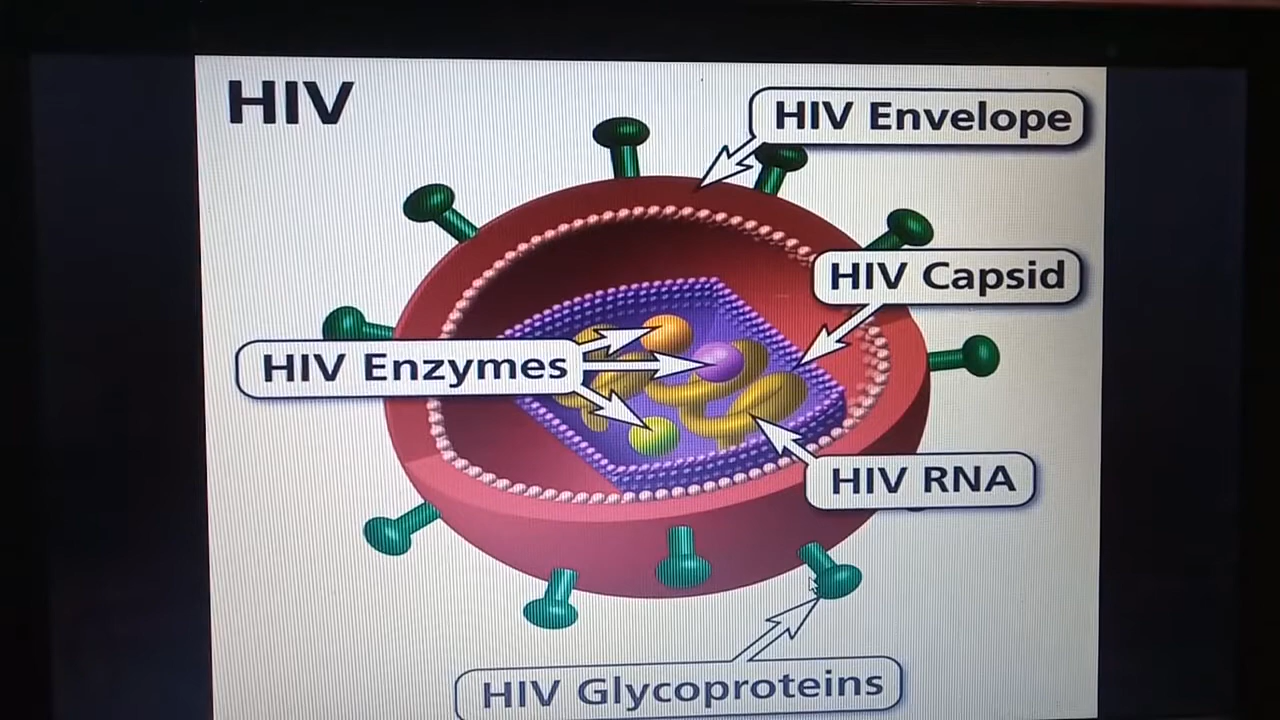 HIV
HIV Envelope
HIV Capsid
HIV Enzymes
HIV RNA
HIV Glycoproteins